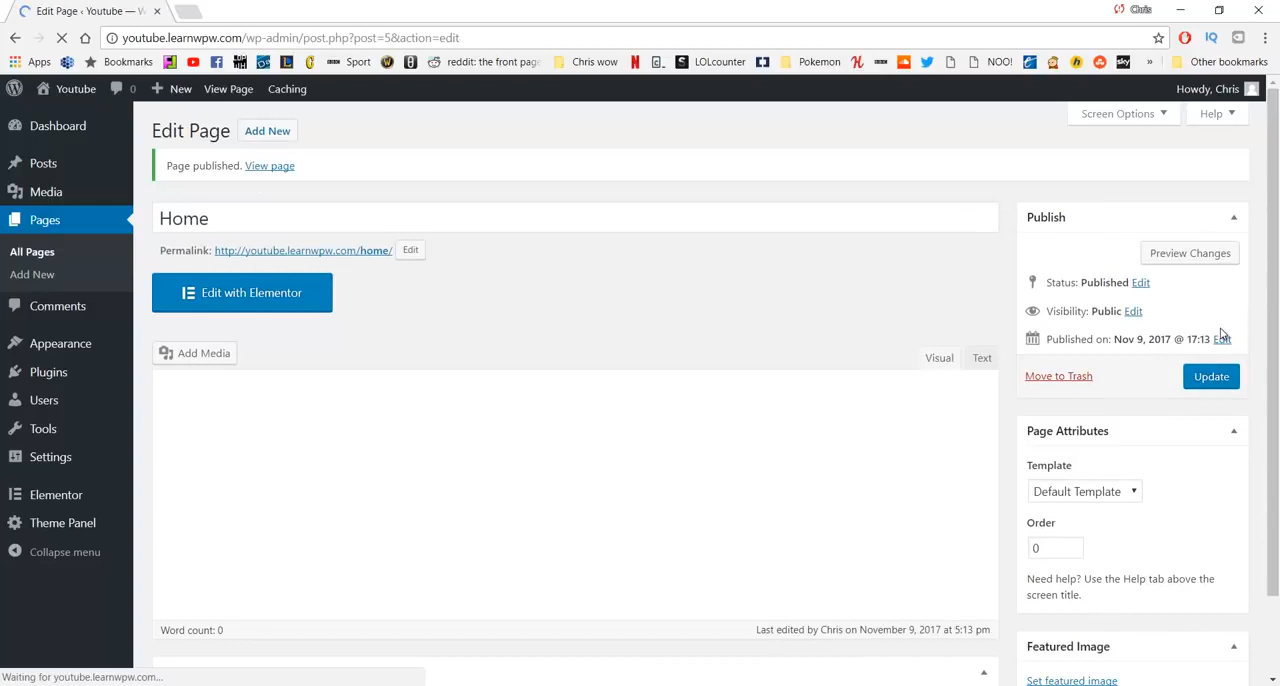 Edit Page ‹ Youtube — W
Chris
youtube.learnwpw.com/wp-admin/post.php?post=5&action=edit
Apps
Bookmarks
Sport
reddit: the front page
Chris wow
LOLcounter
Pokemon
NOO!
sky
»
Other bookmarks
Youtube
0
New
View Page
Caching
Howdy, Chris
Dashboard
Posts
Media
Pages
All Pages
Add New
Comments
Appearance
Plugins
Users
Tools
Settings
Elementor
Theme Panel
Collapse menu
Screen Options
Help
Edit Page
Add New
Page published. View page
Home
Permalink: http://youtube.learnwpw.com/home/ Edit
Edit with Elementor
Add Media
Visual
Text
Word count: 0
Last edited by Chris on November 9, 2017 at 5:13 pm
Publish
Preview Changes
Status: Published Edit
Visibility: Public Edit
Published on: Nov 9, 2017 @ 17:13 Edit
Move to Trash
Update
Page Attributes
Template
Default Template
Order
0
Need help? Use the Help tab above the
screen title.
Featured Image
Set featured image
Waiting for youtube.learnwpw.com...